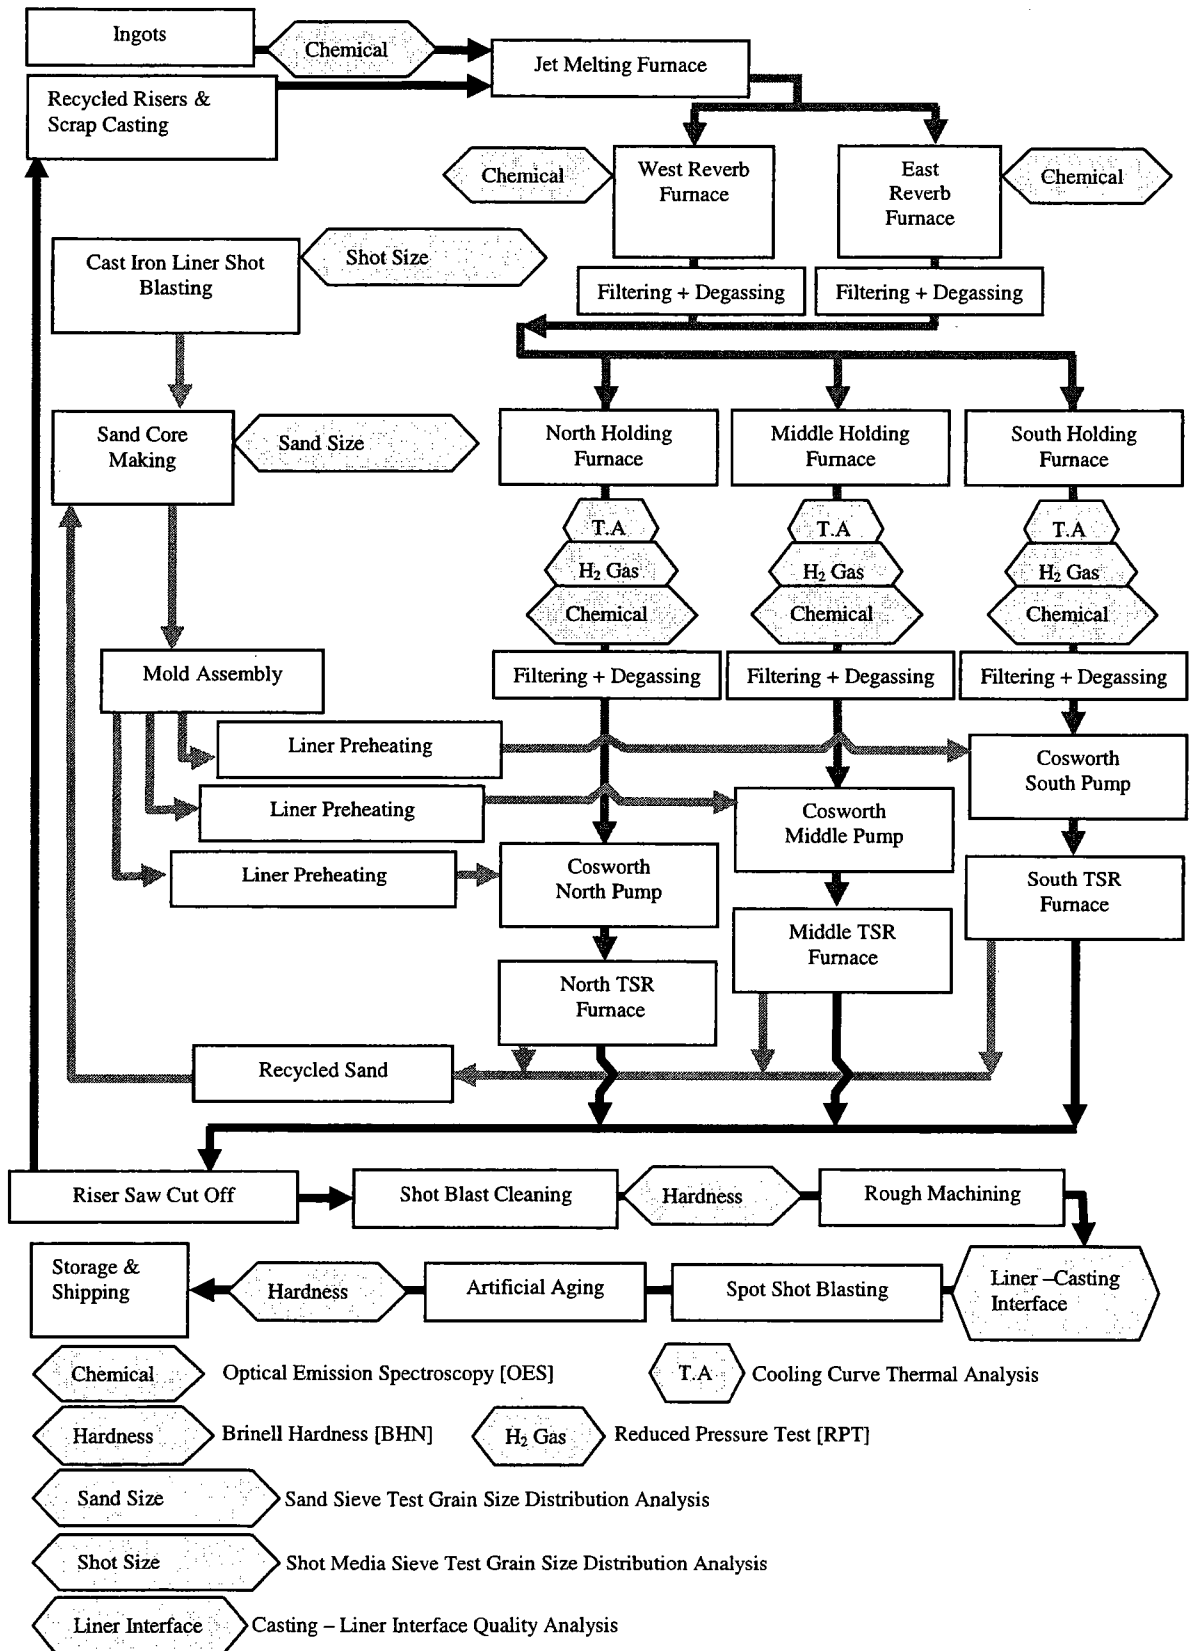 Ingots
Chemical
Jet Melting Furnace
Recycled Risers &
Scrap Casting
Chemical
West Reverb
Furnace
East
Reverb
Furnace
Chemical
Cast Iron Liner Shot
Blasting
Shot Size
Filtering + Degassing
Filtering + Degassing
Sand Core
Making
Sand Size
North Holding
Furnace
Middle Holding
Furnace
South Holding
Furnace
T.A
T.A
T.A
H₂ Gas
H₂ Gas
H₂ Gas
Chemical
Chemical
Chemical
Mold Assembly
Filtering + Degassing
Filtering + Degassing
Filtering + Degassing
Liner Preheating
Cosworth
South Pump
Liner Preheating
Cosworth
Middle Pump
Liner Preheating
Cosworth
North Pump
South TSR
Furnace
Middle TSR
Furnace
North TSR
Furnace
Recycled Sand
Riser Saw Cut Off
Shot Blast Cleaning
Hardness
Rough Machining
Storage &
Shipping
Hardness
Artificial Aging
Spot Shot Blasting
Liner –Casting
Interface
Chemical
Optical Emission Spectroscopy [OES]
T.A
Cooling Curve Thermal Analysis
Hardness
Brinell Hardness [BHN]
H₂ Gas
Reduced Pressure Test [RPT]
Sand Size
Sand Sieve Test Grain Size Distribution Analysis
Shot Size
Shot Media Sieve Test Grain Size Distribution Analysis
Liner Interface
Casting – Liner Interface Quality Analysis